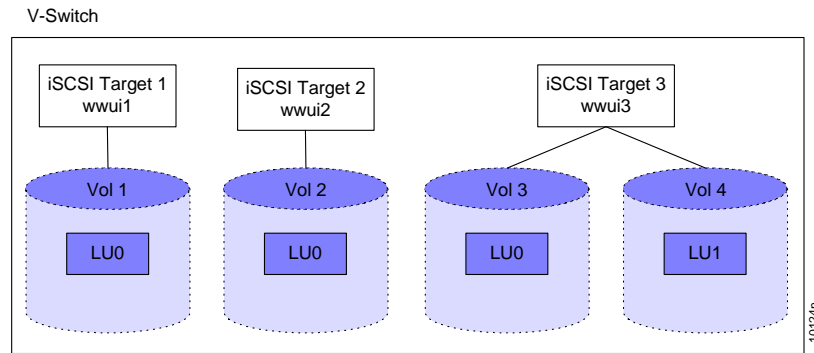 V-Switch
iSCSI Target 1
wwui1
iSCSI Target 2
wwui2
iSCSI Target 3
wwui3
Vol 1
Vol 2
Vol 3
Vol 4
LU0
LU0
LU0
LU1